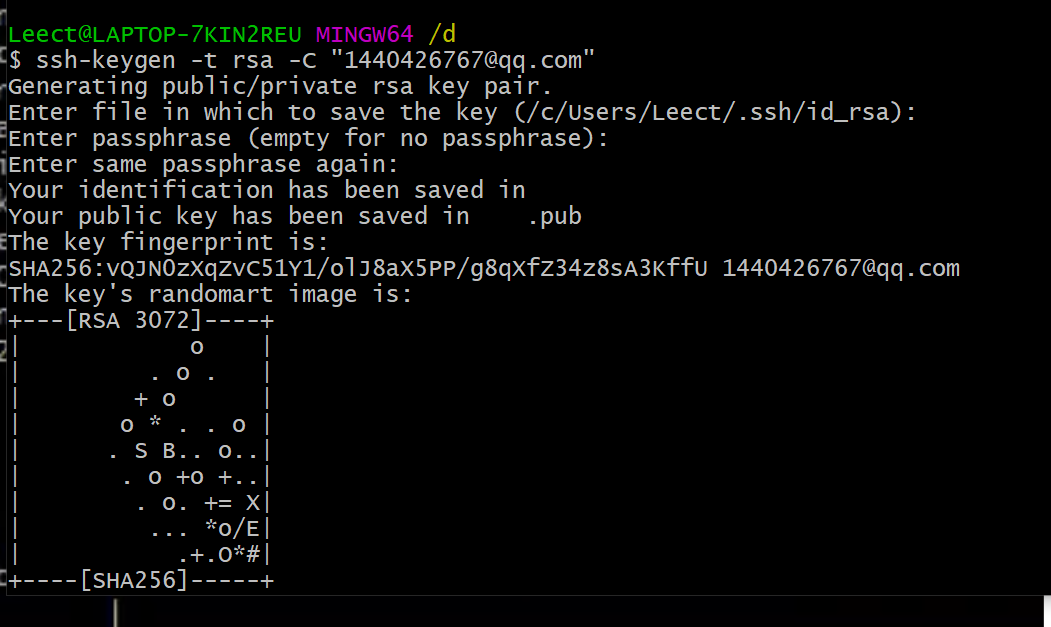 Leect@LAPTOP-7KIN2REU MINGW64 /d
$ ssh-keygen -t rsa -C "1440426767@qq.com"
Generating public/private rsa key pair.
Enter file in which to save the key (/c/Users/Leect/.ssh/id_rsa):
Enter passphrase (empty for no passphrase):
Enter same passphrase again:
Your identification has been saved in
Your public key has been saved in    .pub
The key fingerprint is:
SHA256:vQJNOzXqZvC51Y1/olJ8aX5PP/g8qXfZ34z8sA3KffU 1440426767@qq.com
The key's randomart image is:
+---[RSA 3072]----+
|            o    |
|         . o .   |
|        + o      |
|       o * . . o |
|      . S B.. o..|
|       . o +o +..|
|        . o. += X|
|         ... *o/E|
|           .+.O*#|
+----[SHA256]-----+